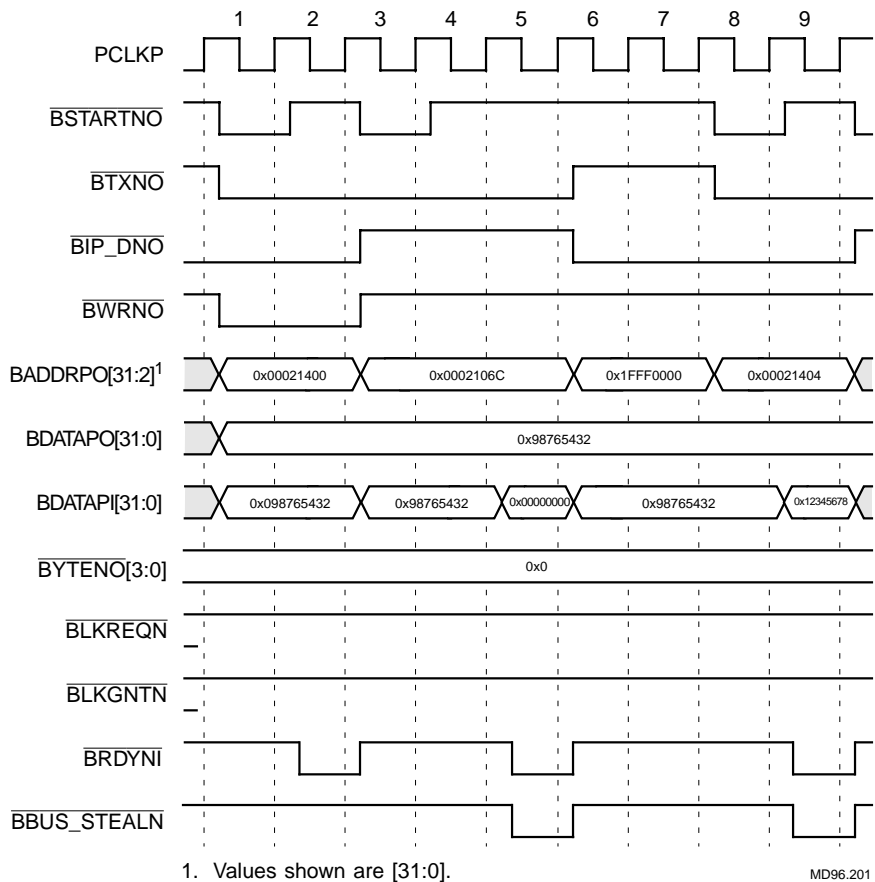 1 2 3 4 5 6 7 8 9
PCLKP
BSTARTNO
BTXNO
BIP_DNO
BWRNO
BADDRPO[31:2]1 0x00021400 0x0002106C 0x1FFF0000 0x00021404
BDATAPO[31:0] 0x98765432
BDATAPI[31:0] 0x098765432 0x98765432 0x00000000 0x98765432 0x12345678
BYTENO[3:0] 0x0
BLKREQN
BLKGNTN
BRDYNI
BBUS_STEALN
1. Values shown are [31:0].
MD96.201